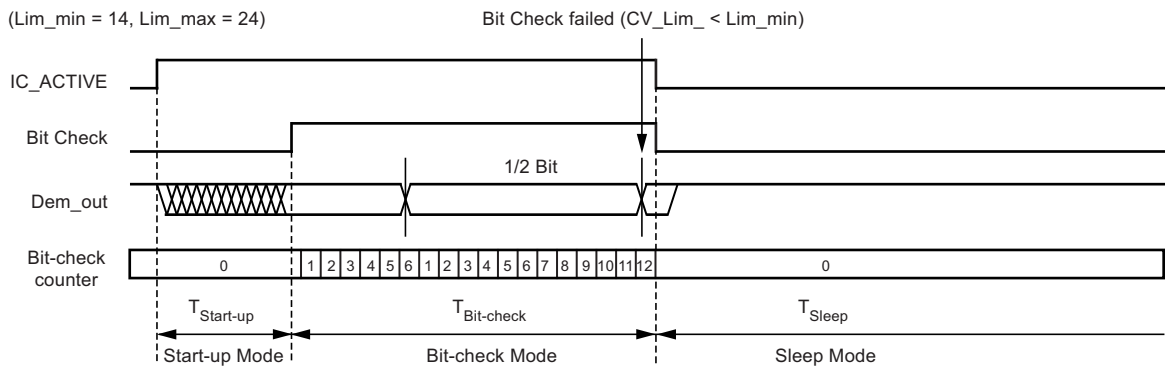 (Lim_min = 14, Lim_max = 24)
Bit Check failed (CV_Lim_ < Lim_min)
IC_ACTIVE
Bit Check
1/2 Bit
Dem_out
Bit-check
counter
0 1 2 3 4 5 6 1 2 3 4 5 6 7 8 9 10 11 12 0
TStart-up TBit-check TSleep
Start-up Mode Bit-check Mode Sleep Mode